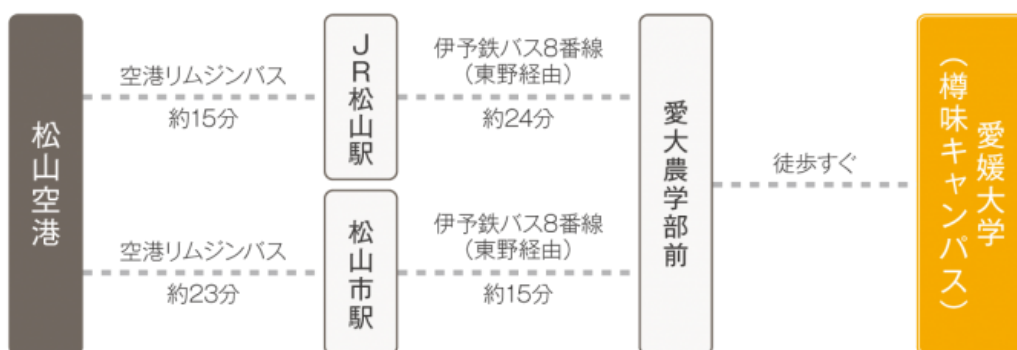 松山空港
空港リムジンバス
約15分
JR松山駅
伊予鉄バス8番線
（東野経由）
約24分
空港リムジンバス
約23分
松山市駅
伊予鉄バス8番線
（東野経由）
約15分
愛大農学部前
徒歩すぐ
愛媛大学
（樽味キャンパス）